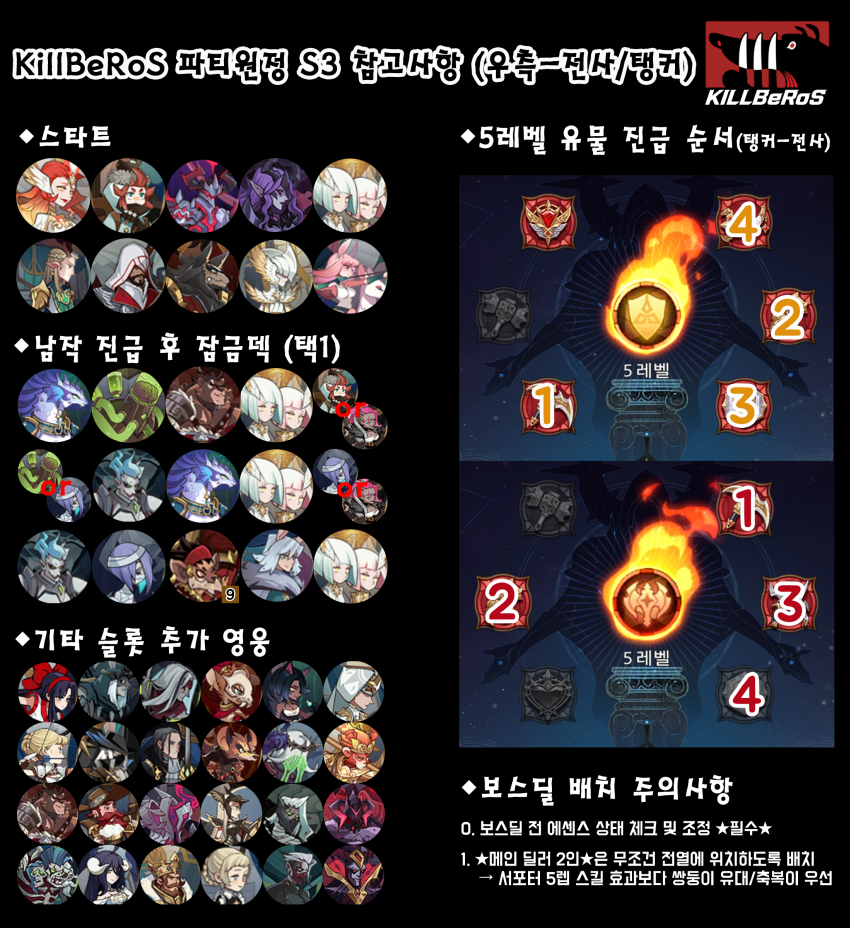 KillBeRoS 파티원정 S3 참고사항 (우측-전사/탱커)
KILLBeRoS
◆스타트
◆남작 진급 후 잠금덱 (택1)
or
or
or
9
◆기타 슬롯 추가 영웅
◆5레벨 유물 진급 순서(탱커-전사)
4
2
5레벨
1
3
1
2
3
5레벨
4
◆보스딜 배치 주의사항
0. 보스딜 전 에센스 상태 체크 및 조정 ★필수★
1. ★메인 딜러 2인★은 무조건 전열에 위치하도록 배치
→ 서포터 5렙 스킬 효과보다 쌍둥이 유대/축복이 우선